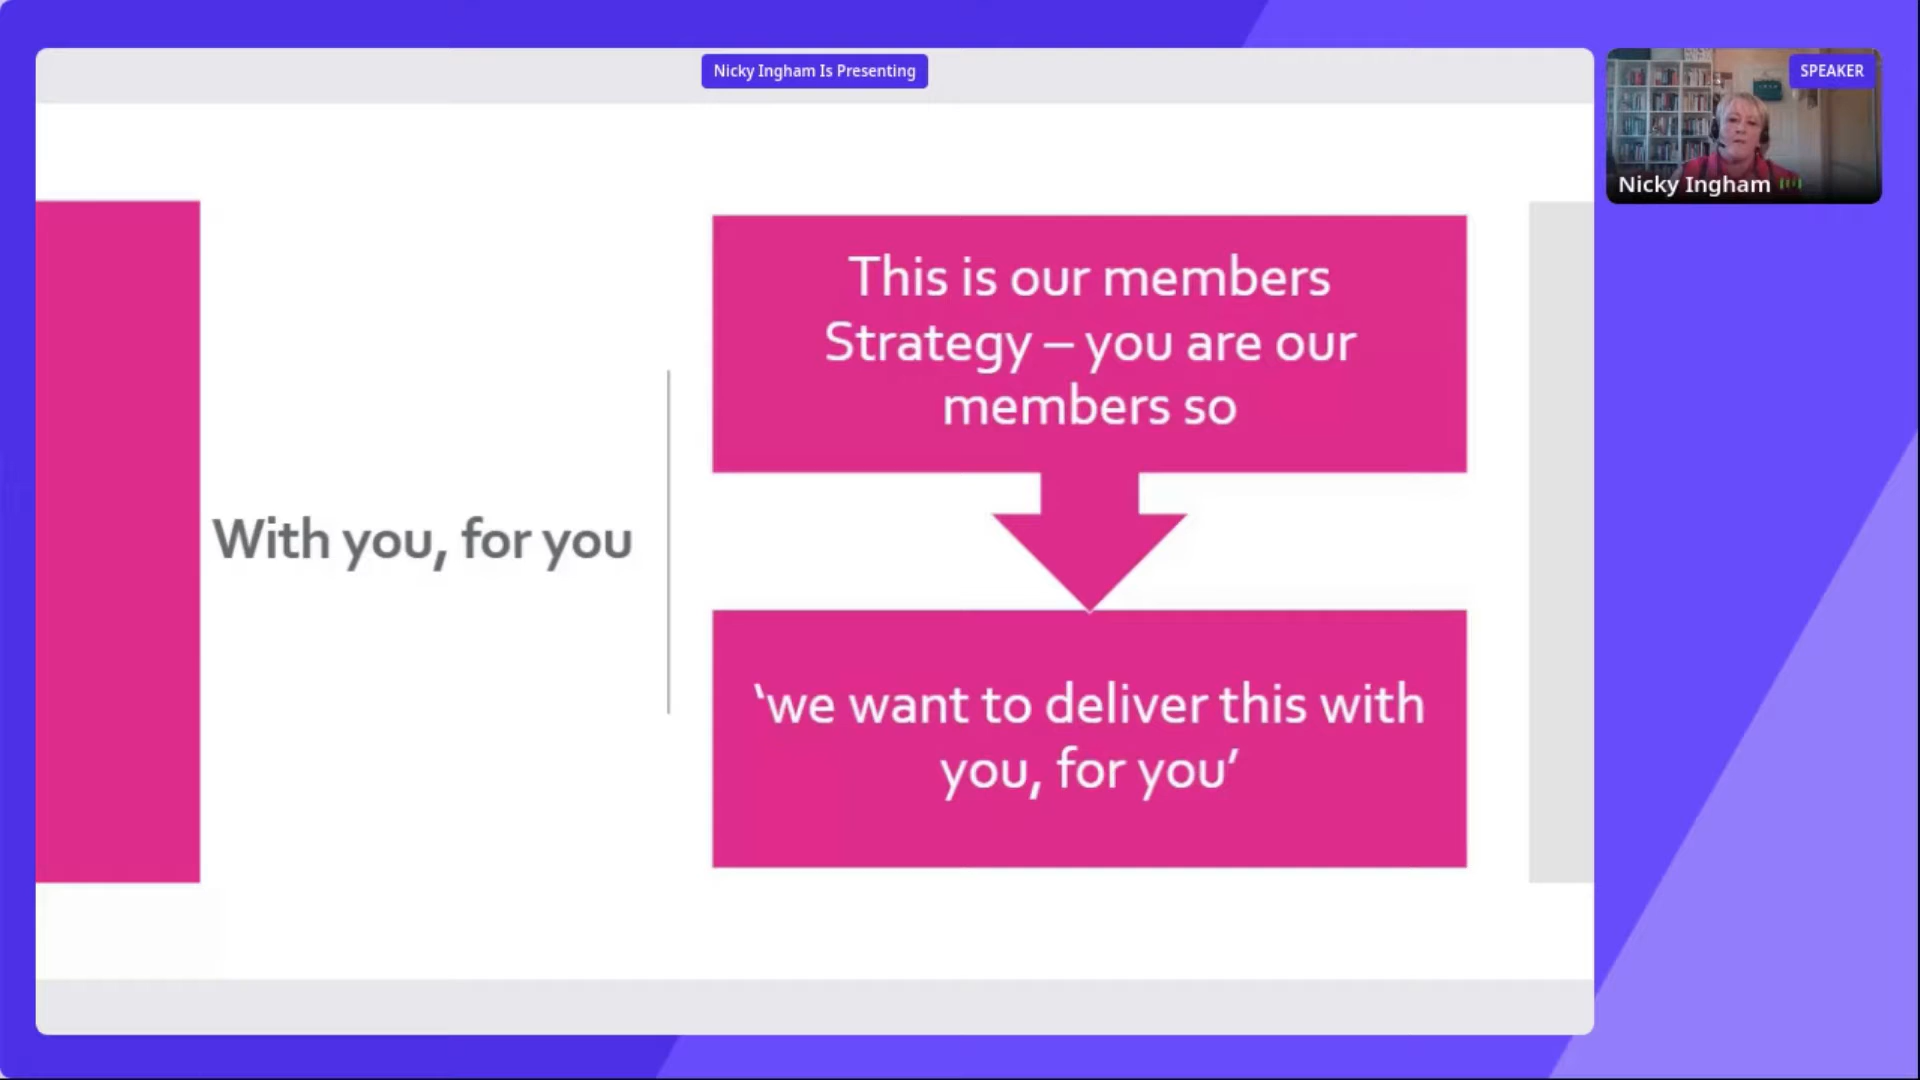 Nicky Ingham Is Presenting
SPEAKER
Nicky Ingham
With you, for you
This is our members
Strategy – you are our
members so
‘we want to deliver this with
you, for you’